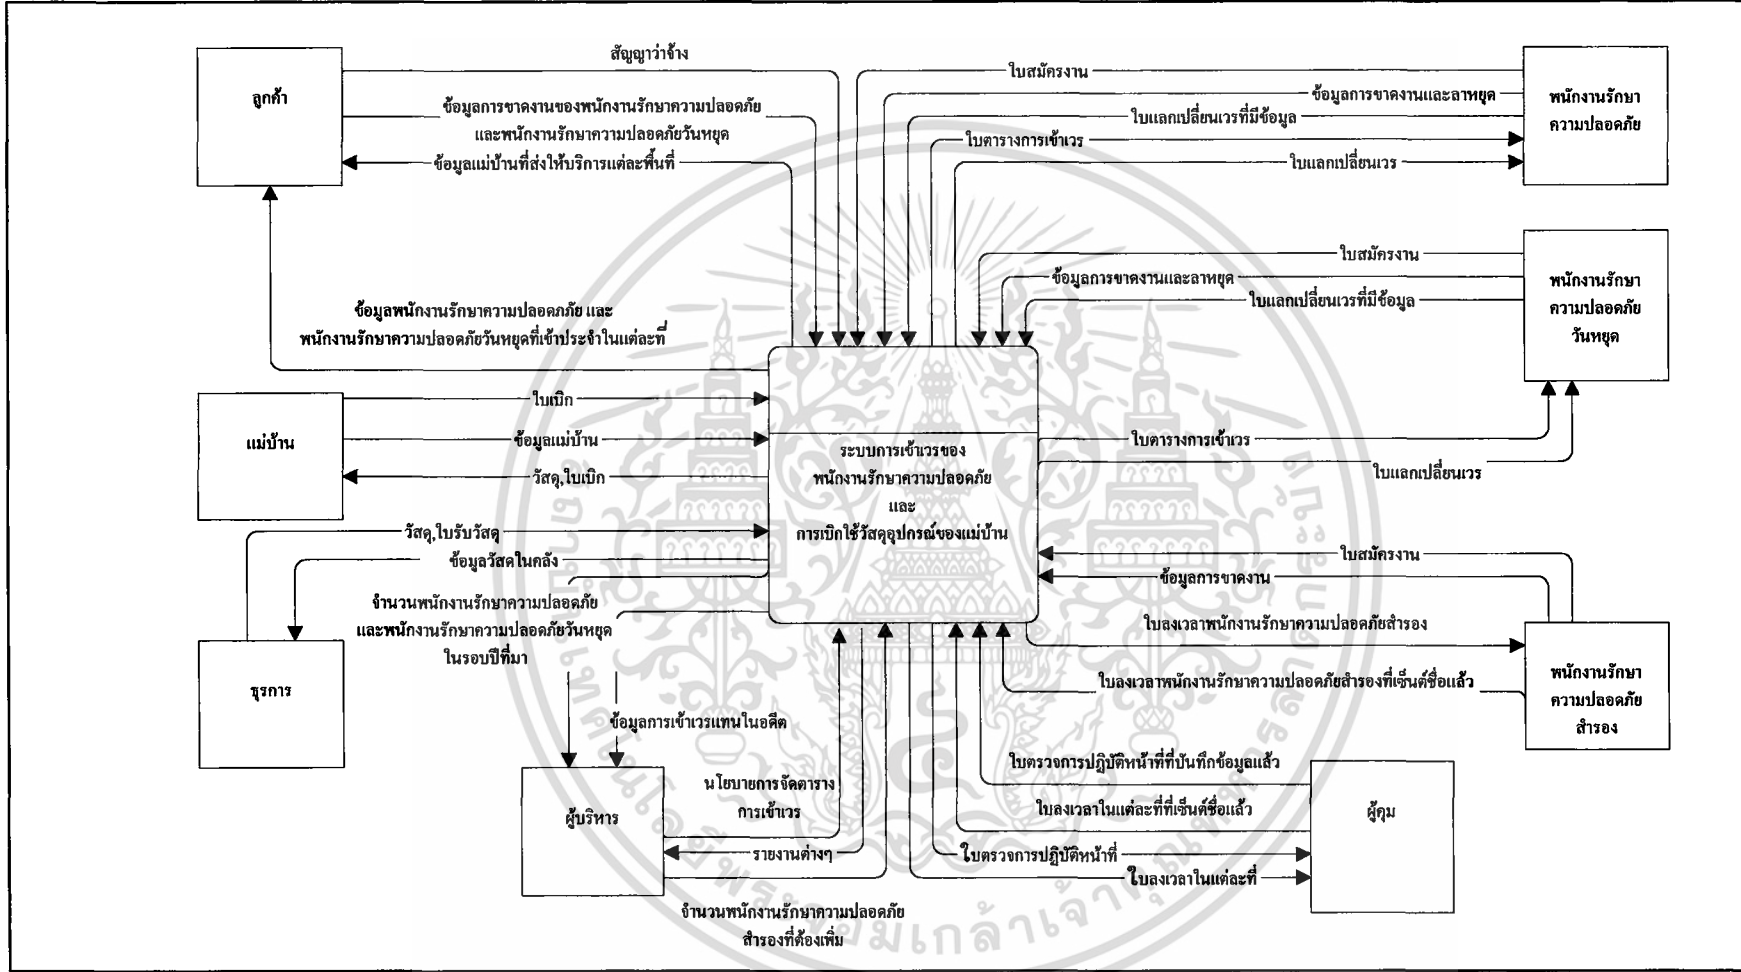 สัญญาว่าจ้าง
ลูกค้า
ข้อมูลการขาดงานของพนักงานรักษาความปลอดภัย
และพนักงานรักษาความปลอดภัยวันหยุด
ข้อมูลแม่บ้านที่ส่งให้บริการแต่ละพื้นที่
ใบสมัครงาน
ข้อมูลการขาดงานและลาหยุด
ใบแลกเปลี่ยนเวรที่มีข้อมูล
ใบตารางการเข้าเวร
ใบแลกเปลี่ยนเวร
พนักงานรักษา
ความปลอดภัย
ใบสมัครงาน
ข้อมูลการขาดงานและลาหยุด
ใบแลกเปลี่ยนเวรที่มีข้อมูล
พนักงานรักษา
ความปลอดภัย
วันหยุด
ข้อมูลพนักงานรักษาความปลอดภภัย และ
พนักงานรักษาความปลอดภัยวันหยุดที่เข้าประจำในแต่ละที่
ใบเบิก
แม่บ้าน
ข้อมูลแม่บ้าน
วัสดุ,ใบเบิก
ระบบการเข้าเวรของ
พนักงานรักษาความปลอดภัย
และ
การเบิกใช้วัสดุอุปกรณ์ของแม่บ้าน
ใบตารางการเข้าเวร
ใบแลกเปลี่ยนเวร
วัสดุ,ใบรับวัสดุ
ข้อมูลวัสดในคลัง
จำนวนพนักงานรักษาความปลอดภัย
และพนักงานรักษาความปลอดภัยวันหยุด
ในรอบปีที่มา
ธุรการ
ใบสมัครงาน
ข้อมูลการขาดงาน
ใบลงเวลาพนักงานรักษาความปลอดภัยสำรอง
ใบลงเวลาพนักงานรักษาความปลอดภัยสำรองที่เซ็นต์ชื่อแล้ว
พนักงานรักษา
ความปลอดภัย
สำรอง
ข้อมูลการเข้าเวรแทนในอดีต
ผู้บริหาร
นโยบายการจัดตาราง
การเข้าเวร
รายงานต่างๆ
จำนวนพนักงานรักษาความปลอดภัย
สำรองที่ต้องเพิ่ม
ใบตรวจการปฏิบัติหน้าที่ที่บันทึกข้อมูลแล้ว
ใบลงเวลาในแต่ละที่ที่เซ็นต์ชื่อแล้ว
ใบตรวจการปฏิบัติหน้าที่
ใบลงเวลาในแต่ละที่
ผู้คุม